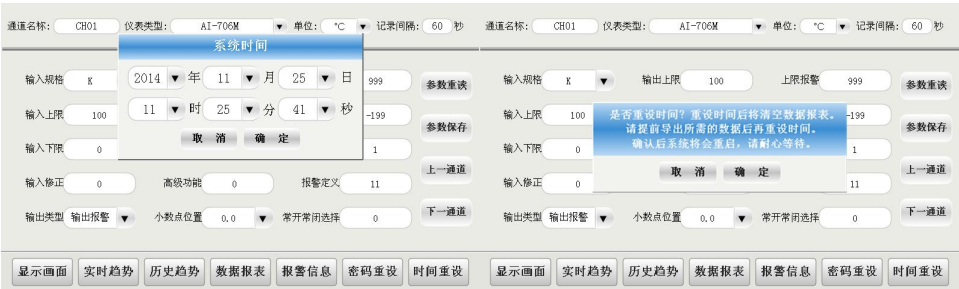 通道名称: CH01 仪表类型: AI-706M 单位: °C 记录间隔: 60 秒
系统时间
2014 年 11 月 25 日
11 时 25 分 41 秒
取 消 确 定
输入规格 K 999 参数重读
输入上限 100 -199 参数保存
输入下限 0 1 上一通道
输入修正 0 高级功能 0 报警定义 11
输出类型 输出报警 小数点位置 0.0 常开常闭选择 0 下一通道
显示画面 实时趋势 历史趋势 数据报表 报警信息 密码重设 时间重设
通道名称: CH01 仪表类型: AI-706M 单位: °C 记录间隔: 60 秒
输入规格 K 输出上限 100 上限报警 999 参数重读
输入上限 100 -199 参数保存
是否重设时间?重设时间后将清空数据报表。
请提前导出所需的数据后再重设时间。
确认后系统将会重启,请耐心等待。
取 消 确 定
输入下限 0 1 上一通道
输入修正 0 11
输出类型 输出报警 小数点位置 0.0 常开常闭选择 0 下一通道
显示画面 实时趋势 历史趋势 数据报表 报警信息 密码重设 时间重设